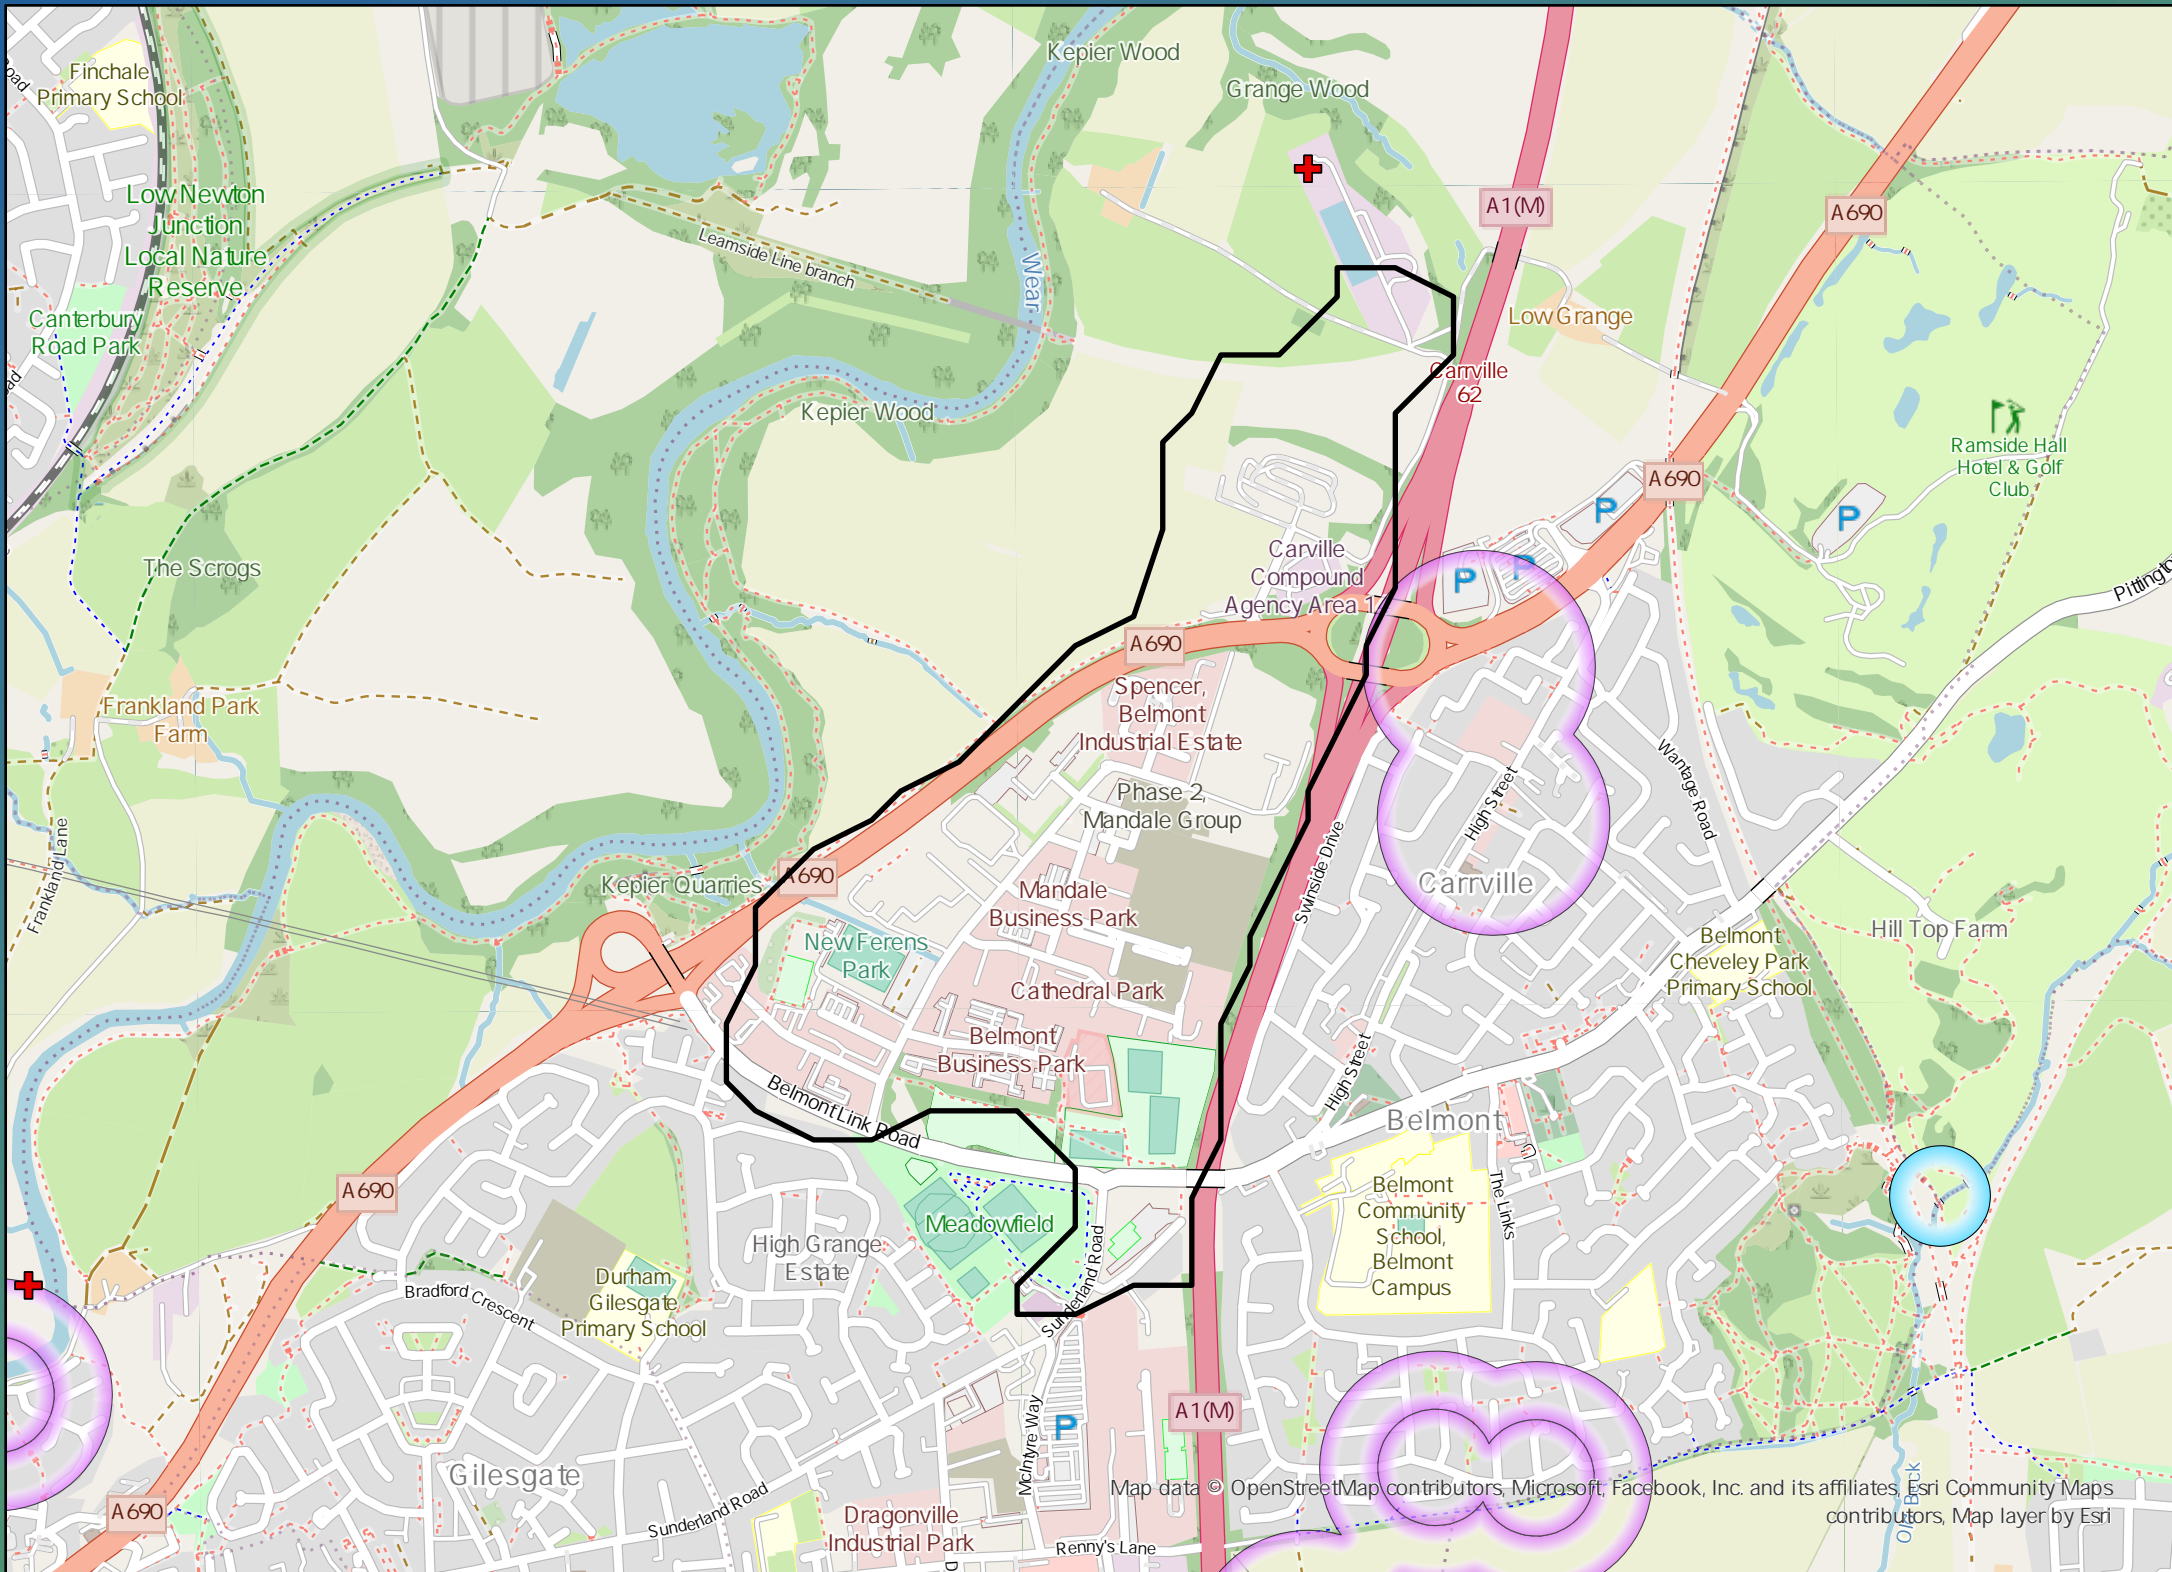 Kepier Wood
Finchale
Primary School
oad
Grange Wood
Low Newton
Junction
Local Nature
Reserve
A1(M)
A690
Leamside Line branch
Wear
Canterbury
Road Park
ad
Low Grange
Carrville
62
Kepier Wood
Ramside Hall
Hotel & Golf
Club
A690
P
P
P
P
The Scrogs
Carville
Compound
Agency Area 1
Pittingto
A690
Frankland Park
Farm
Spencer,
Belmont
Industrial Estate
Wantage Road
High Street
Phase 2,
Mandale Group
Swinside Drive
Frankland Lane
Kepier Quarries
A690
Mandale
Business Park
Carrville
New Ferens
Park
Hill Top Farm
Belmont
Cheveley Park
Primary School
Cathedral Park
Belmont
Business Park
High Street
Belmont Link Road
Belmont
A690
Meadowfield
High Grange
Estate
Sunderland Road
Belmont
Community
School,
Belmont
Campus
The Links
Durham
Gilesgate
Primary School
Bradford Crescent
McIntyre Way
P
A1(M)
Gilesgate
Sunderland Road
A690
Dragonville
Industrial Park
Renny's Lane
D
Map data © OpenStreetMap contributors, Microsoft, Facebook, Inc. and its affiliates, Esri Community Maps
contributors, Map layer by Esri